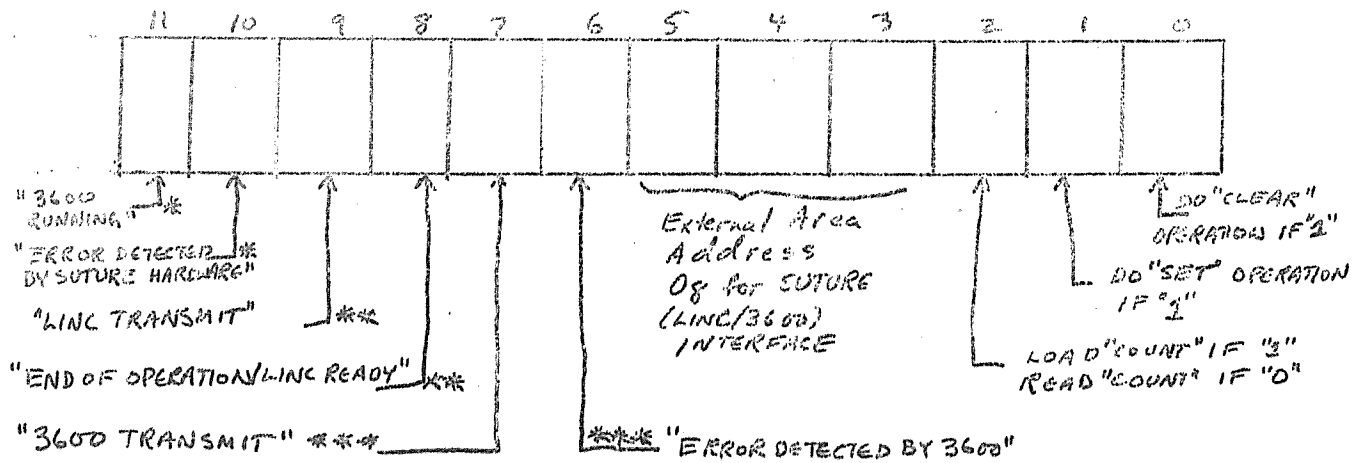 11 10 9 8 7 6 5 4 3 2 1 0
"3600
RUNNING" *
"ERROR DETECTED *
BY SUTURE HARDWARE"
"LINC TRANSMIT" **
"END OF OPERATION/LINC READY" **
"3600 TRANSMIT" ***
*** "ERROR DETECTED BY 3600"
External Area
Address
08 for SUTURE
(LINC/3600)
INTERFACE
LOAD "COUNT" IF "1"
READ "COUNT" IF "0"
DO "SET" OPERATION
IF "1"
DO "CLEAR"
OPERATION IF "1"